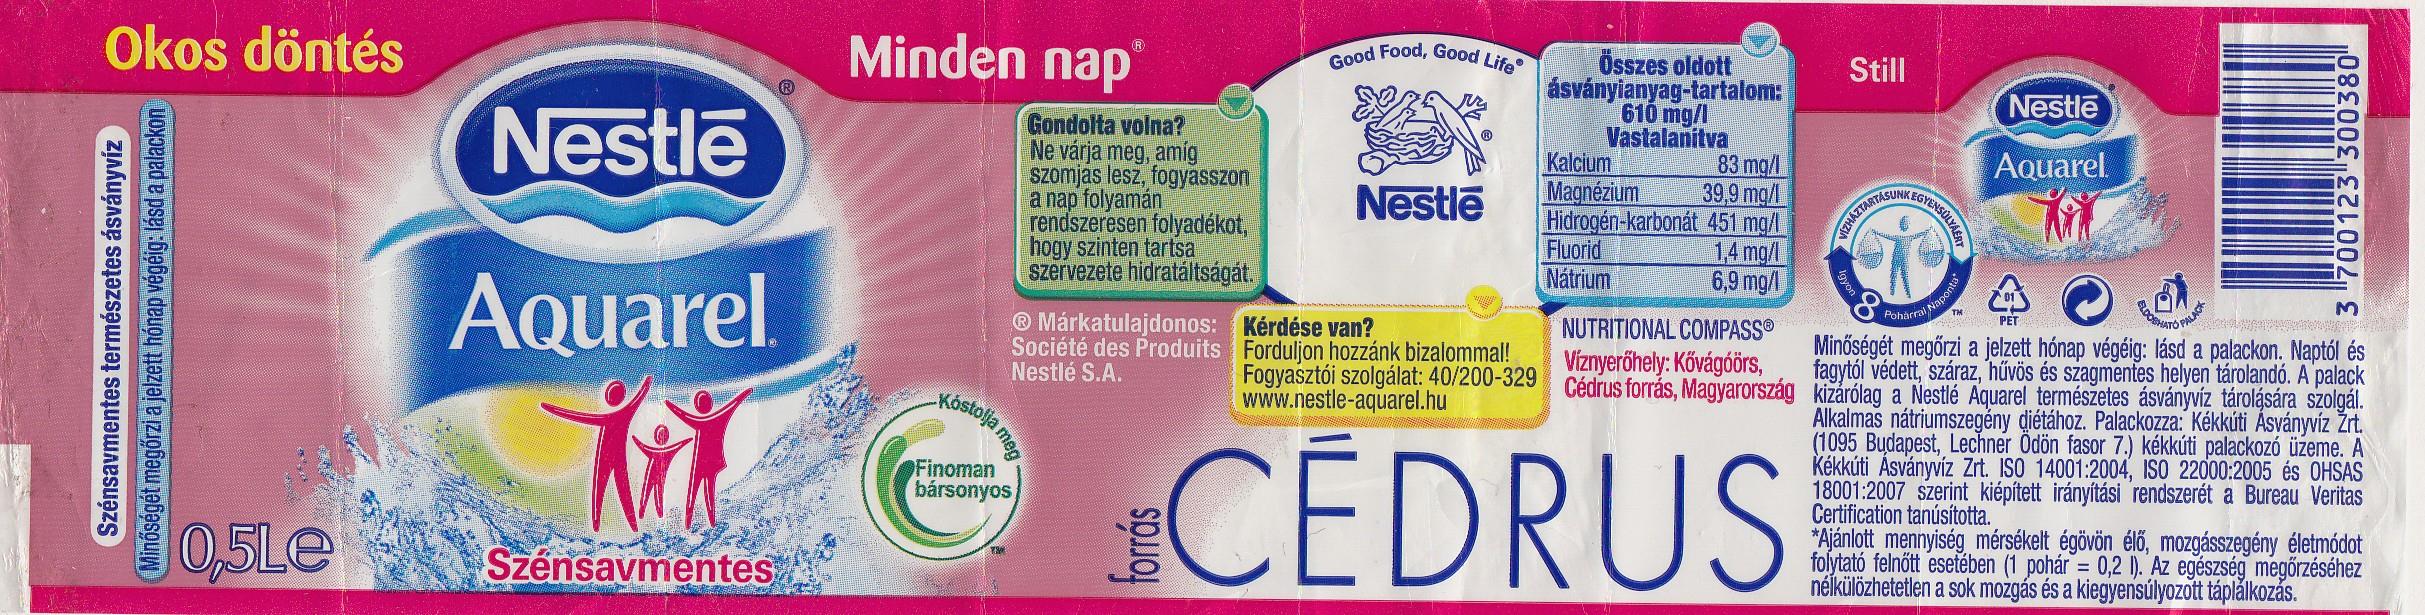 Okos döntés
Szénsavmentes természetes ásványvíz
Minőségét megőrzi a jelzett hónap végéig: lásd a palackon
0,5L e
Nestlé®
Aquarel®
Szénsavmentes
Minden nap®
Kóstolja meg
Finoman
bársonyos
™
Gondolta volna?
Ne várja meg, amíg
szomjas lesz, fogyasszon
a nap folyamán
rendszeresen folyadékot,
hogy szinten tartsa
szervezete hidratáltságát.
® Márkatulajdonos:
Société des Produits
Nestlé S.A.
Good Food, Good Life®
®
Nestlé
Kérdése van?
Forduljon hozzánk bizalommal!
Fogyasztói szolgálat: 40/200-329
www.nestle-aquarel.hu
Összes oldott
ásványianyag-tartalom:
610 mg/l
Vastalanítva
Kalcium 83 mg/l
Magnézium 39,9 mg/l
Hidrogén-karbonát 451 mg/l
Fluorid 1,4 mg/l
Nátrium 6,9 mg/l
NUTRITIONAL COMPASS®
Víznyerőhely: Kővágóörs,
Cédrus forrás, Magyarország
forrás
CÉDRUS
Still
Nestlé
Aquarel
VÍZHÁZTARTÁSUNK EGYENSÚLYÁÉRT
Igyon 8 Pohárral Naponta*
™
01
PET
ELDOBHATÓ PALACK
3 700123 300380
Minőségét megőrzi a jelzett hónap végéig: lásd a palackon. Naptól és
fagytól védett, száraz, hűvös és szagmentes helyen tárolandó. A palack
kizárólag a Nestlé Aquarel természetes ásványvíz tárolására szolgál.
Alkalmas nátriumszegény diétához. Palackozza: Kékkúti Ásványvíz Zrt.
(1095 Budapest, Lechner Ödön fasor 7.) kékkúti palackozó üzeme. A
Kékkúti Ásványvíz Zrt. ISO 14001:2004, ISO 22000:2005 és OHSAS
18001:2007 szerint kiépített irányítási rendszerét a Bureau Veritas
Certification tanúsította.
*Ajánlott mennyiség mérsékelt égövön élő, mozgásszegény életmódot
folytató felnőtt esetében (1 pohár = 0,2 l). Az egészség megőrzéséhez
nélkülözhetetlen a sok mozgás és a kiegyensúlyozott táplálkozás.